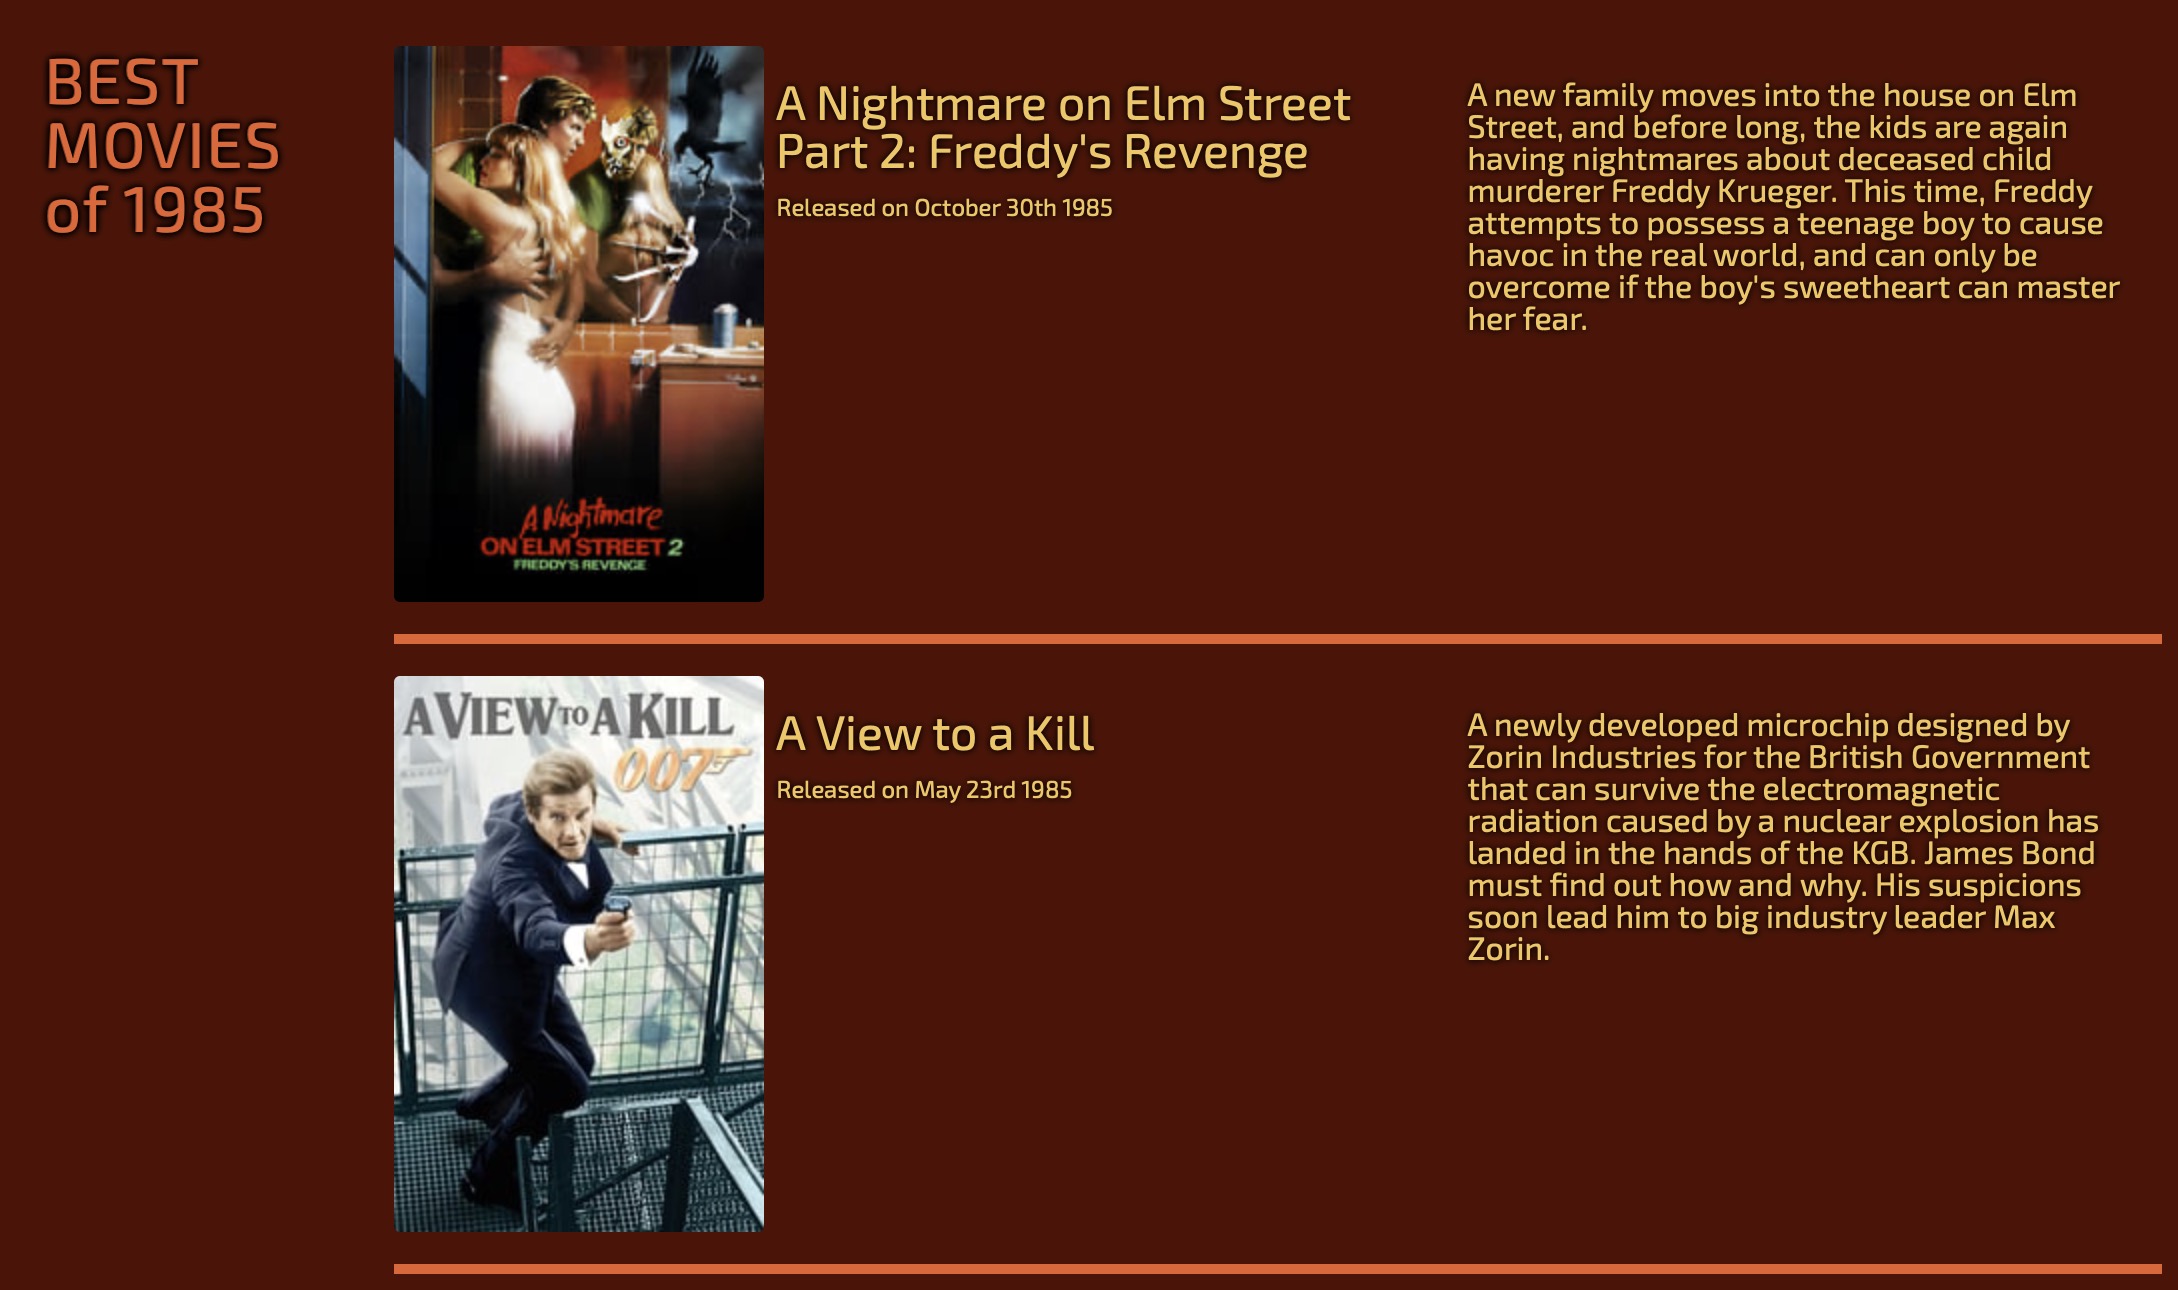 BEST
MOVIES
of 1985
A Nightmare
ON ELM STREET 2
FREDDY'S REVENGE
A Nightmare on Elm Street
Part 2: Freddy's Revenge
Released on October 30th 1985
A new family moves into the house on Elm
Street, and before long, the kids are again
having nightmares about deceased child
murderer Freddy Krueger. This time, Freddy
attempts to possess a teenage boy to cause
havoc in the real world, and can only be
overcome if the boy's sweetheart can master
her fear.
A VIEW TO A KILL
007
A View to a Kill
Released on May 23rd 1985
A newly developed microchip designed by
Zorin Industries for the British Government
that can survive the electromagnetic
radiation caused by a nuclear explosion has
landed in the hands of the KGB. James Bond
must find out how and why. His suspicions
soon lead him to big industry leader Max
Zorin.